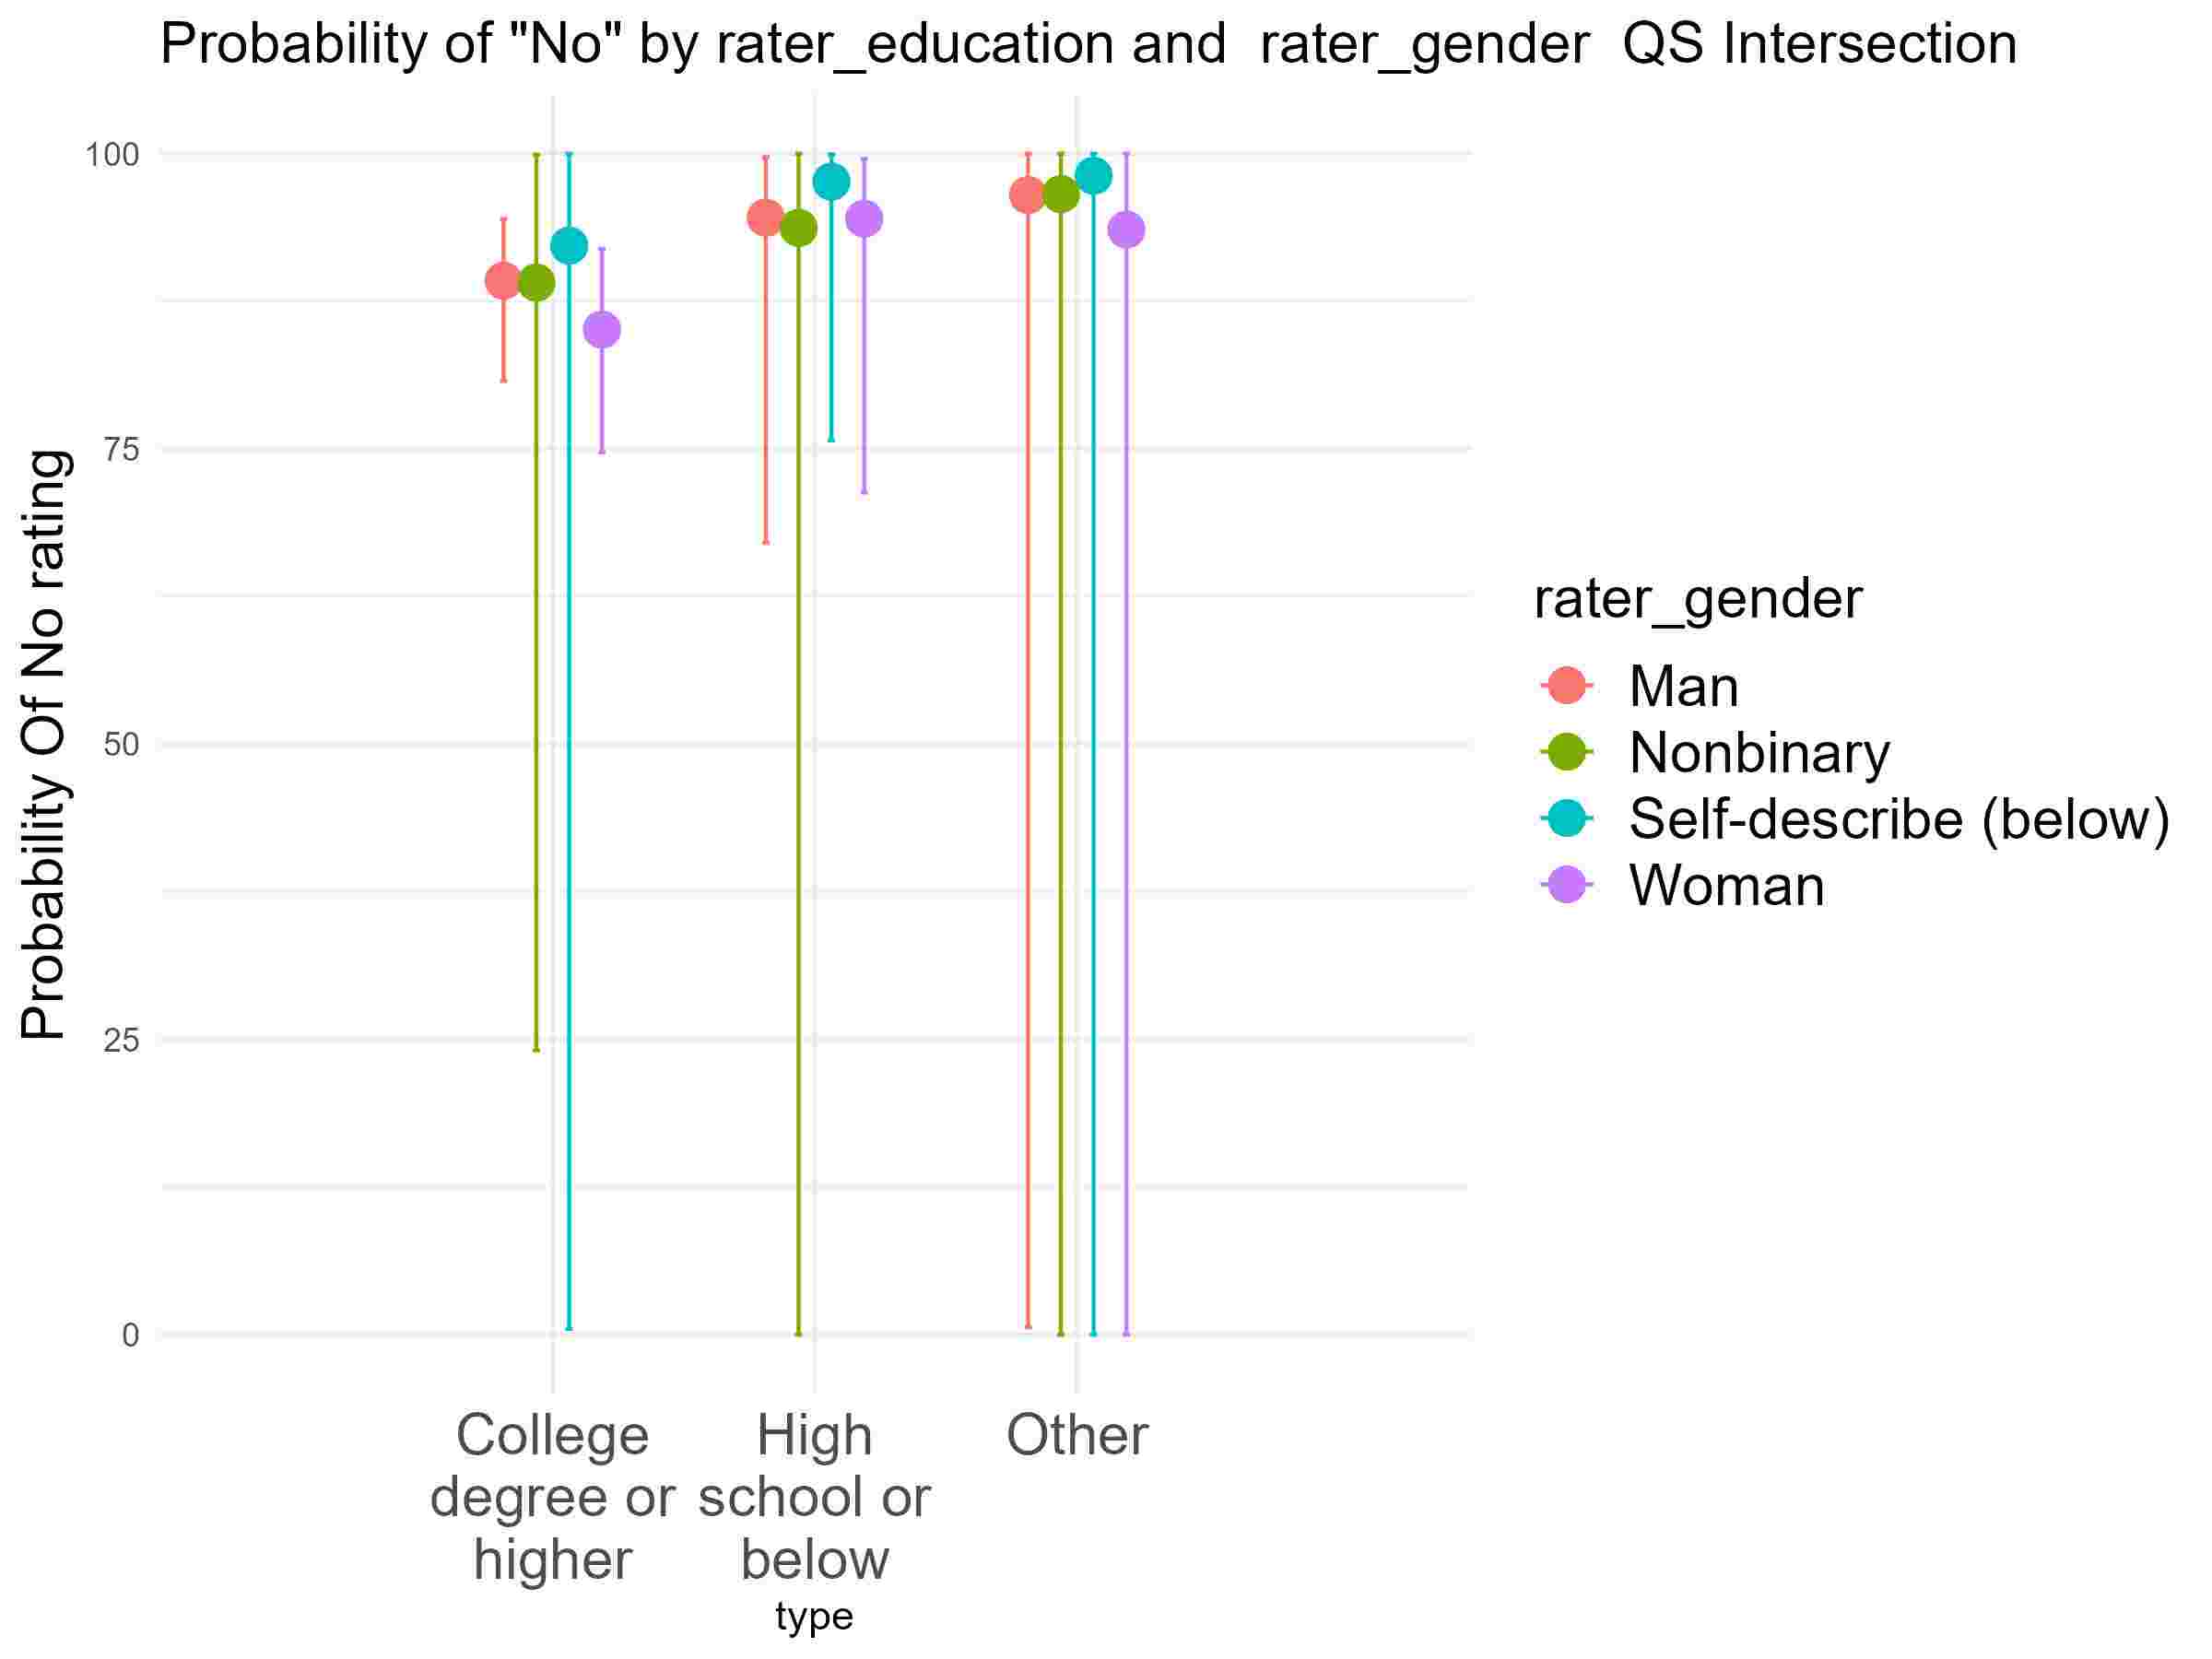 Probability of "No" by rater_education and  rater_gender  QS Intersection
Probability Of No rating
100
75
50
25
0
College
degree or
higher
High
school or
below
Other
type
rater_gender
Man
Nonbinary
Self-describe (below)
Woman